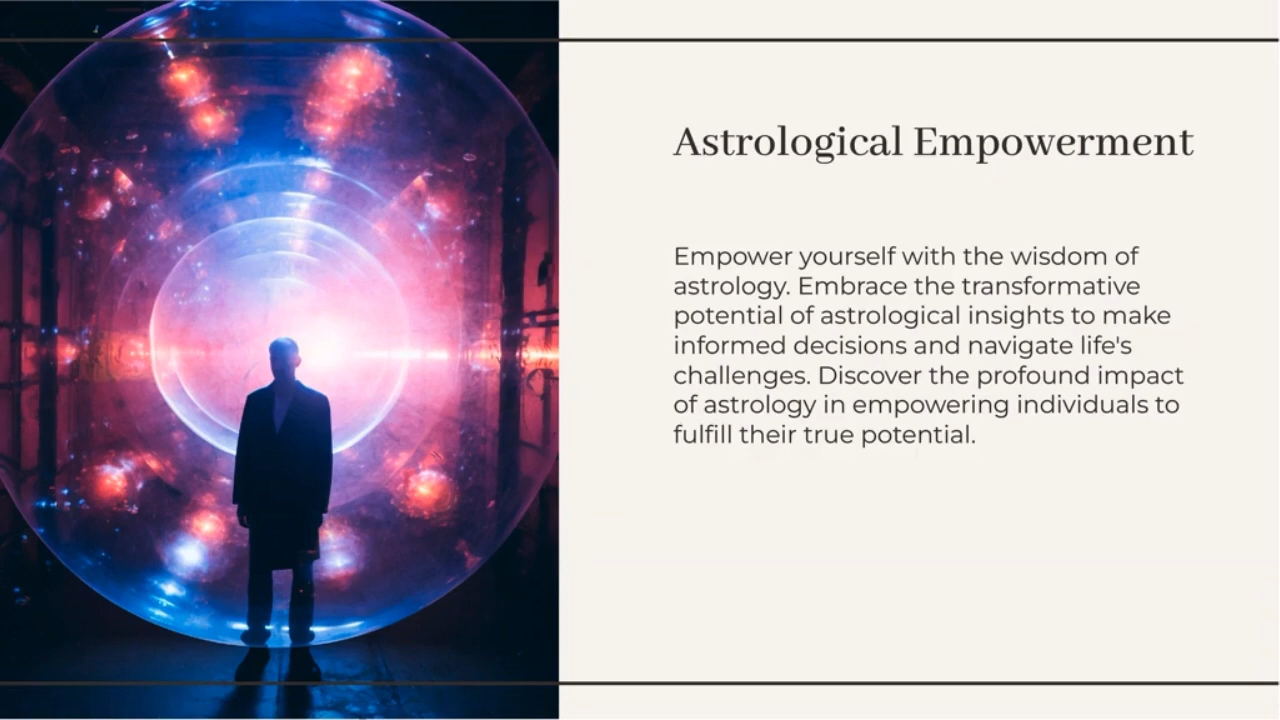 Astrological Empowerment
Empower yourself with the wisdom of
astrology. Embrace the transformative
potential of astrological insights to make
informed decisions and navigate life's
challenges. Discover the profound impact
of astrology in empowering individuals to
fulfill their true potential.